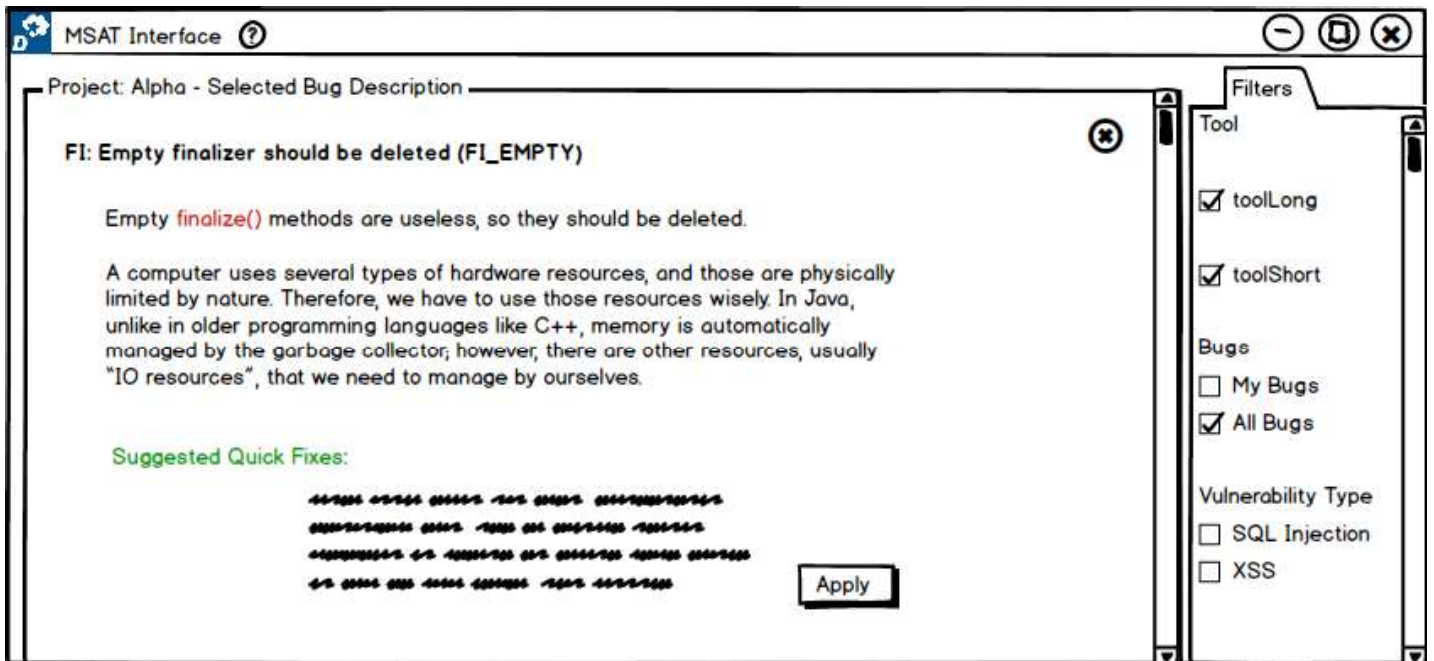 D
MSAT Interface ?
Project: Alpha - Selected Bug Description
Filters
FI: Empty finalizer should be deleted (FI_EMPTY)
Empty finalize() methods are useless, so they should be deleted.
A computer uses several types of hardware resources, and those are physically
limited by nature. Therefore, we have to use those resources wisely. In Java,
unlike in older programming languages like C++, memory is automatically
managed by the garbage collector; however, there are other resources, usually
"IO resources", that we need to manage by ourselves.
Suggested Quick Fixes:
Apply
Tool
toolLong
toolShort
Bugs
My Bugs
All Bugs
Vulnerability Type
SQL Injection
XSS